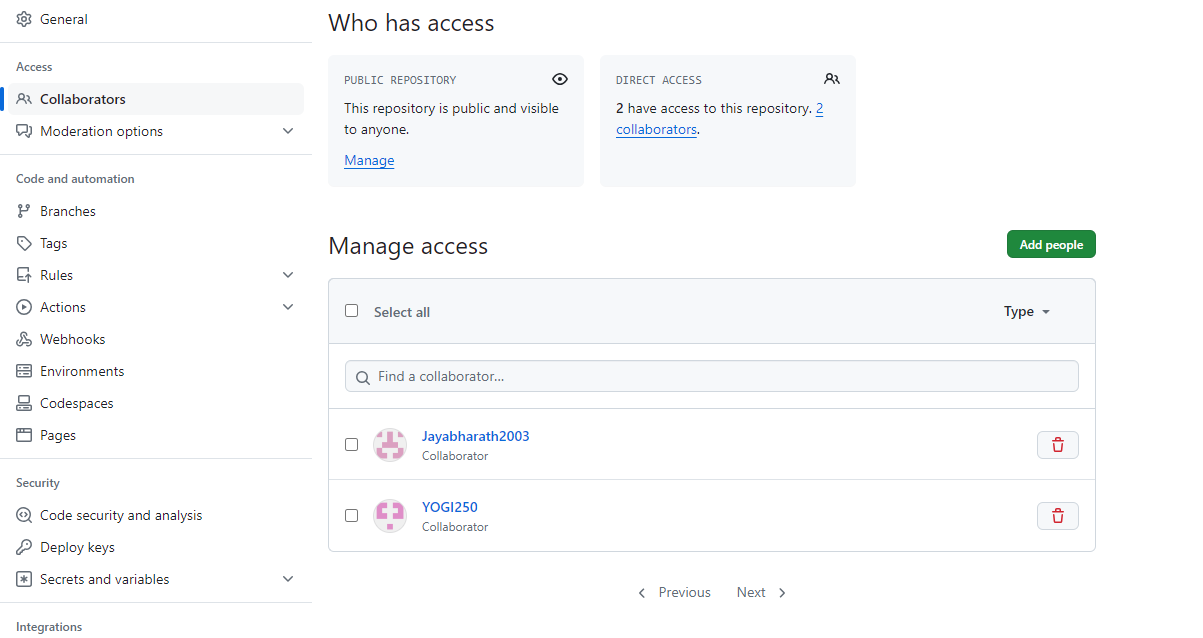 General
Access
Collaborators
Moderation options
Code and automation
Branches
Tags
Rules
Actions
Webhooks
Environments
Codespaces
Pages
Security
Code security and analysis
Deploy keys
Secrets and variables
Integrations
Who has access
PUBLIC REPOSITORY
This repository is public and visible
to anyone.
Manage
DIRECT ACCESS
2 have access to this repository. 2
collaborators.
Manage access
Add people
Select all
Type
Find a collaborator...
Jayabharath2003
Collaborator
YOGI250
Collaborator
Previous
Next